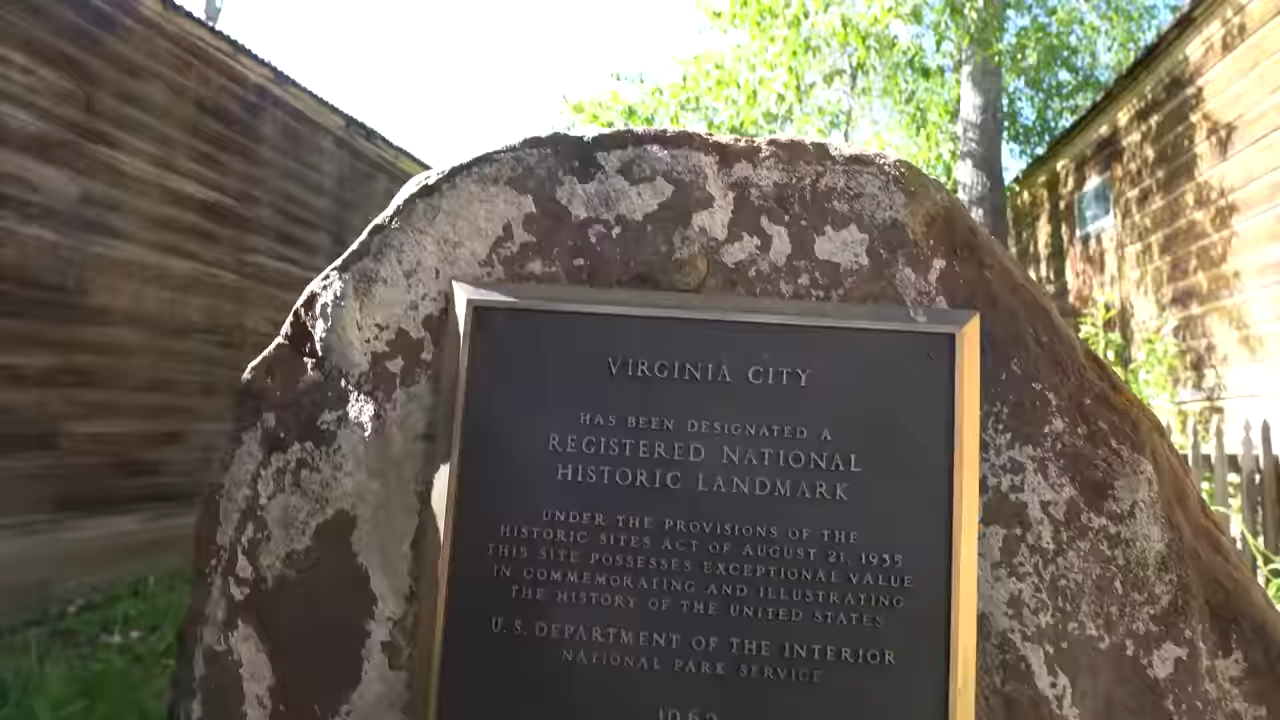 VIRGINIA CITY
HAS BEEN DESIGNATED A
REGISTERED NATIONAL
HISTORIC LANDMARK
UNDER THE PROVISIONS OF THE
HISTORIC SITES ACT OF AUGUST 21, 1935
THIS SITE POSSESSES EXCEPTIONAL VALUE
IN COMMEMORATING AND ILLUSTRATING
THE HISTORY OF THE UNITED STATES
U.S. DEPARTMENT OF THE INTERIOR
NATIONAL PARK SERVICE